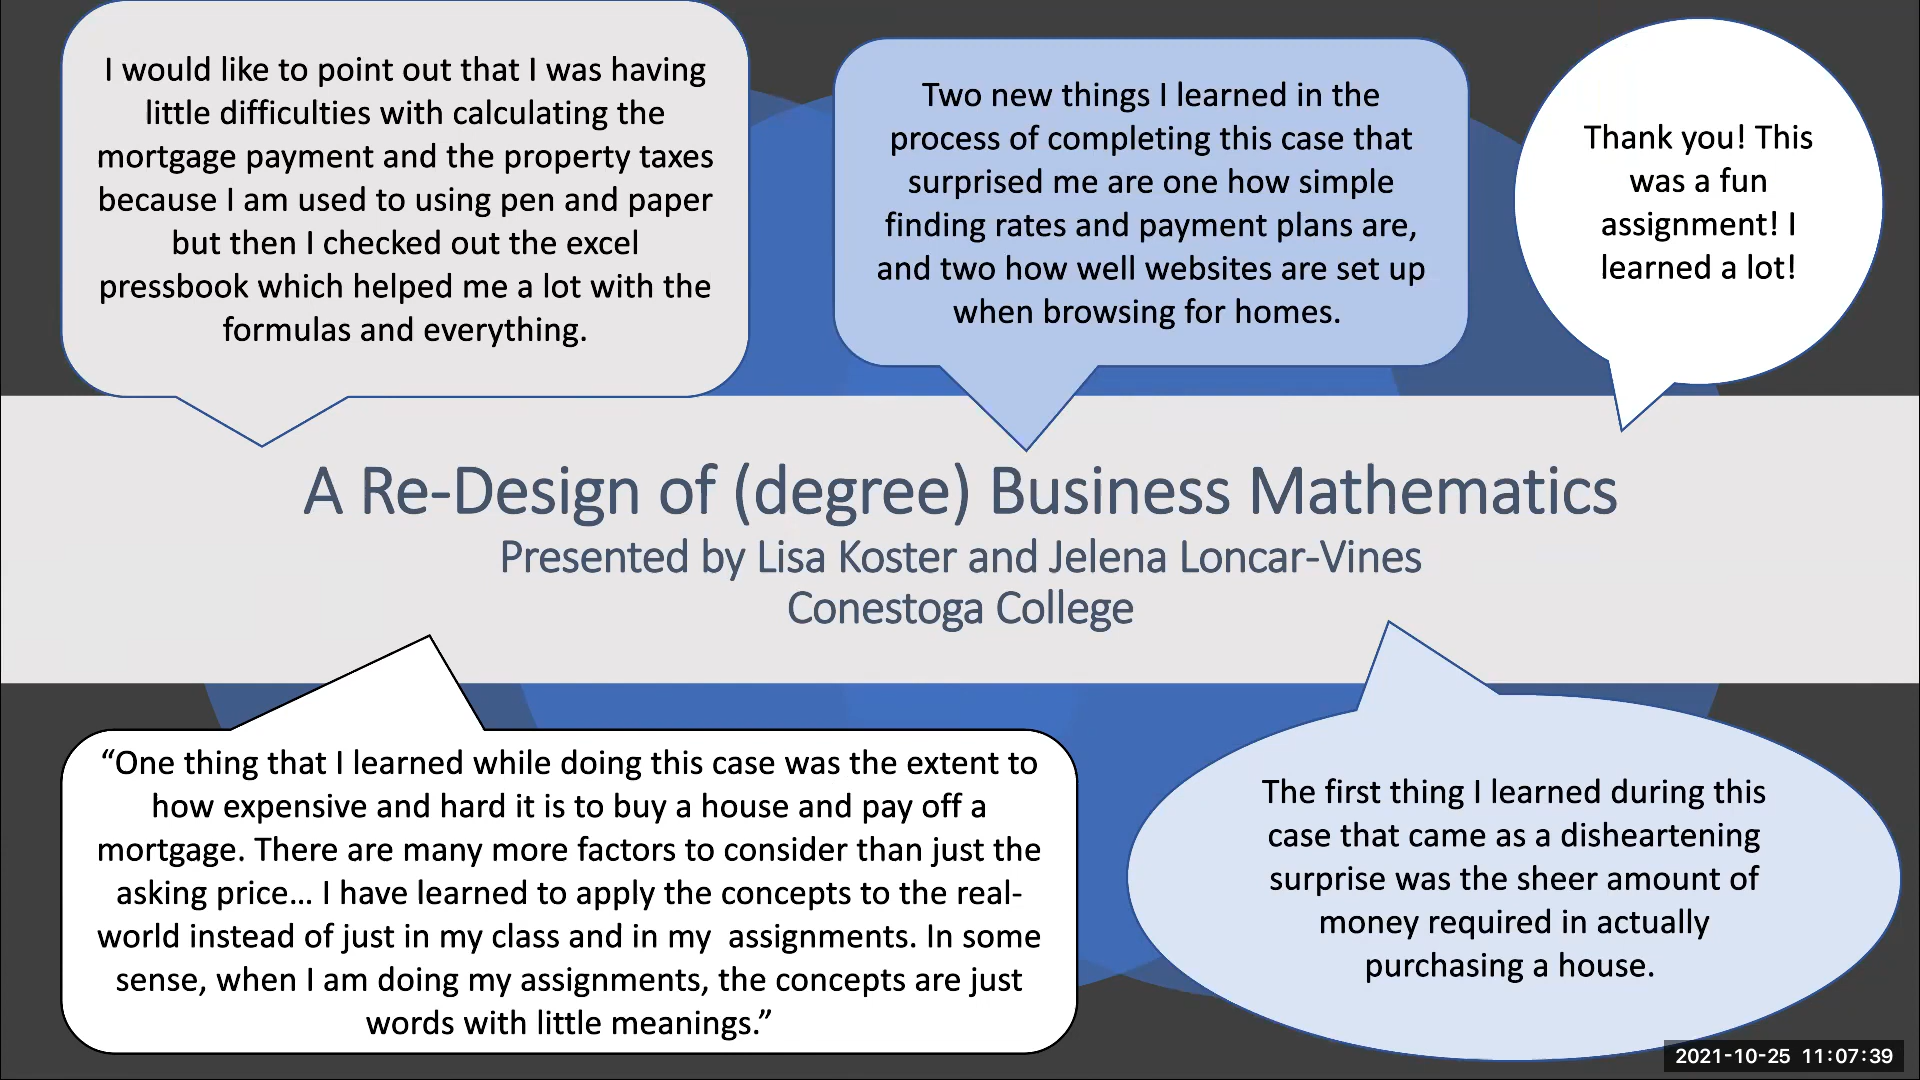 I would like to point out that I was having
little difficulties with calculating the
mortgage payment and the property taxes
because I am used to using pen and paper
but then I checked out the excel
pressbook which helped me a lot with the
formulas and everything.
Two new things I learned in the
process of completing this case that
surprised me are one how simple
finding rates and payment plans are,
and two how well websites are set up
when browsing for homes.
Thank you! This
was a fun
assignment! I
learned a lot!
A Re-Design of (degree) Business Mathematics
Presented by Lisa Koster and Jelena Loncar-Vines
Conestoga College
“One thing that I learned while doing this case was the extent to
how expensive and hard it is to buy a house and pay off a
mortgage. There are many more factors to consider than just the
asking price… I have learned to apply the concepts to the real-
world instead of just in my class and in my  assignments. In some
sense, when I am doing my assignments, the concepts are just
words with little meanings.”
The first thing I learned during this
case that came as a disheartening
surprise was the sheer amount of
money required in actually
purchasing a house.
2021-10-25 11:07:39